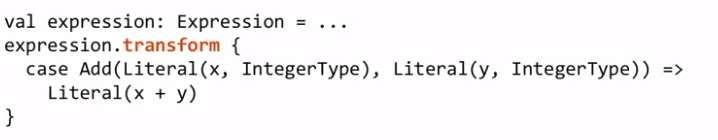 val expression: Expression = ...
expression.transform {
  case Add(Literal(x, IntegerType), Literal(y, IntegerType)) =>
    Literal(x + y)
}